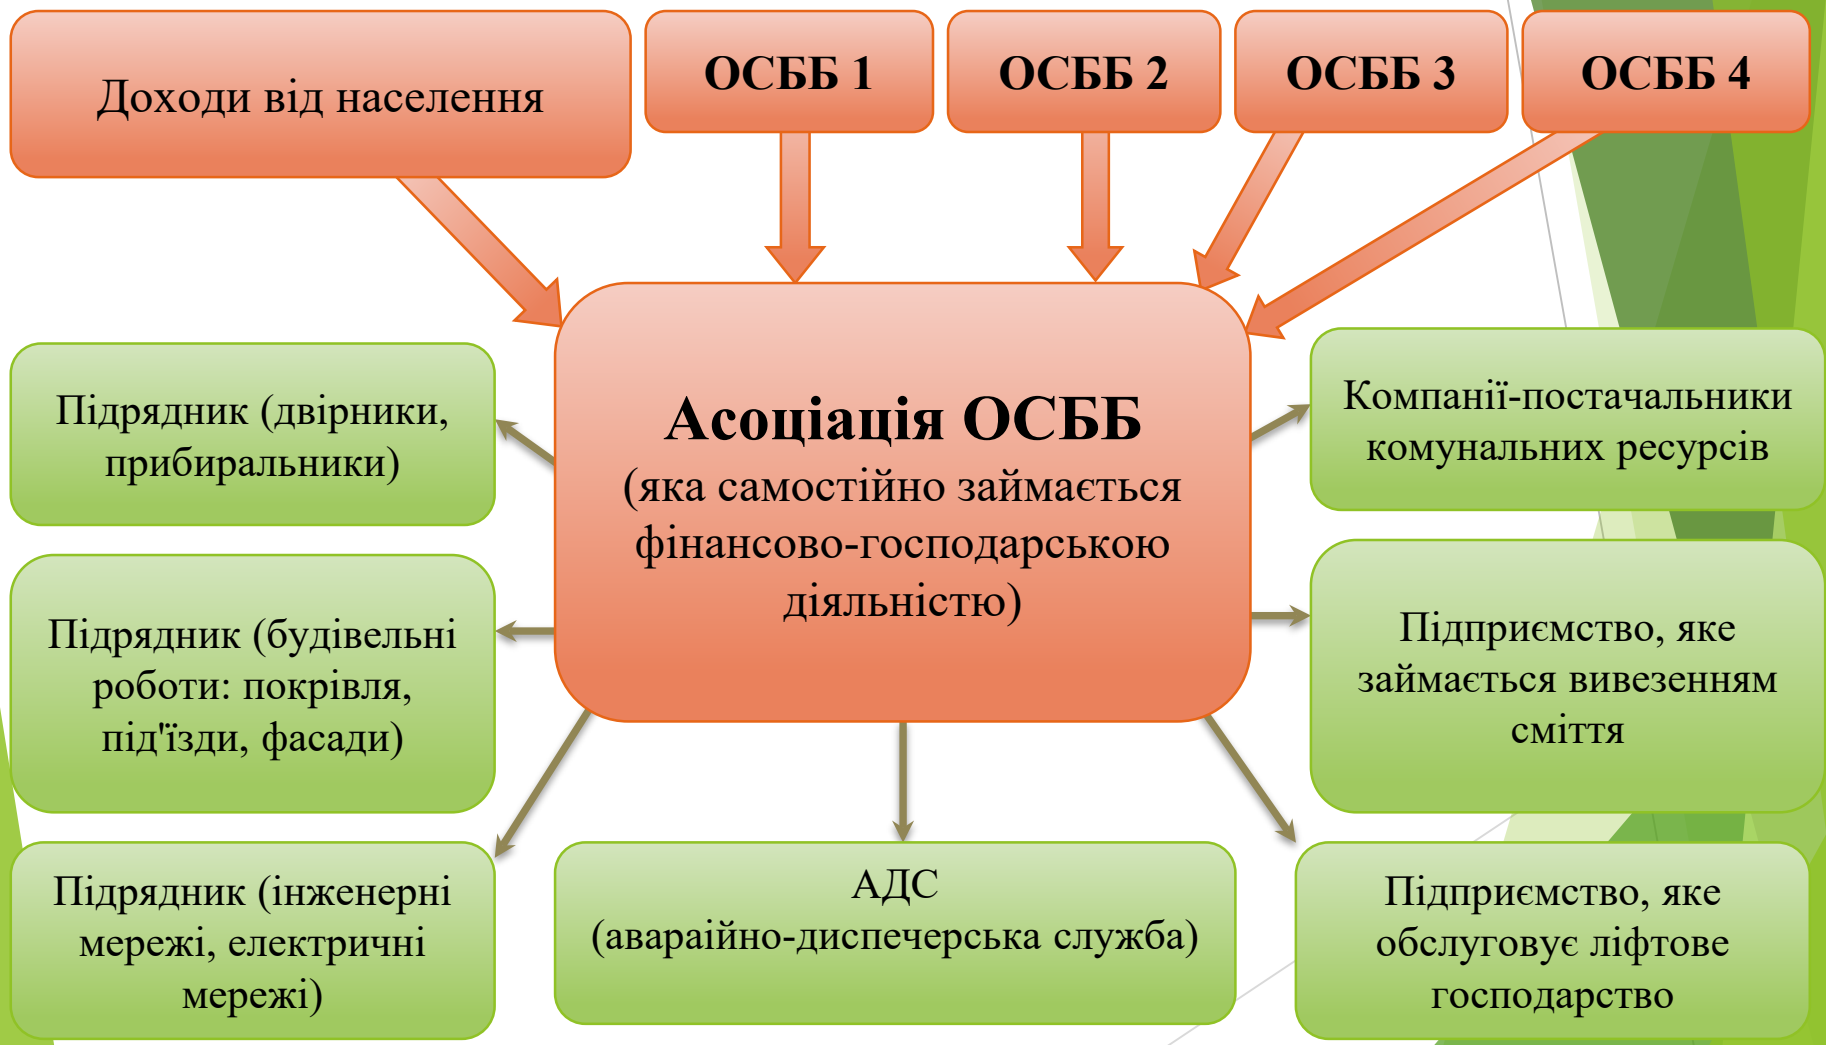 Доходи від населення
ОСББ 1
ОСББ 2
ОСББ 3
ОСББ 4
Асоціація ОСББ
(яка самостійно займається
фінансово-господарською
діяльністю)
Підрядник (двірники,
прибиральники)
Компанії-постачальники
комунальних ресурсів
Підрядник (будівельні
роботи: покрівля,
під'їзди, фасади)
Підприємство, яке
займається вивезенням
сміття
Підрядник (інженерні
мережі, електричні
мережі)
АДС
(авараійно-диспечерська служба)
Підприємство, яке
обслуговує ліфтове
господарство